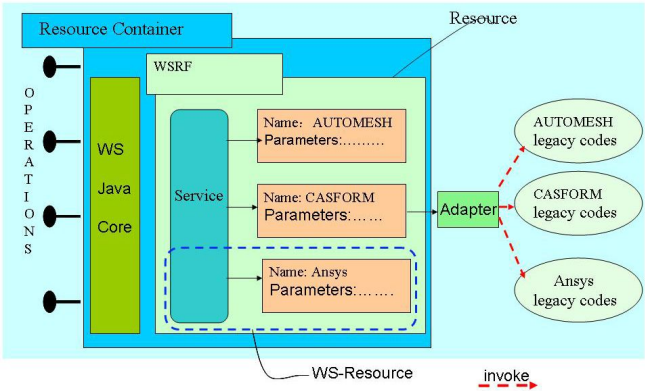 Resource Container
Resource
WSRF
OPERATIONS
WS
Java
Core
Service
Name: AUTOMESH
Parameters:.........
Name: CASFORM
Parameters:... ...
Name: Ansys
Parameters:... ....
Adapter
AUTOMESH
legacy codes
CASFORM
legacy codes
Ansys
legacy codes
WS-Resource
invoke